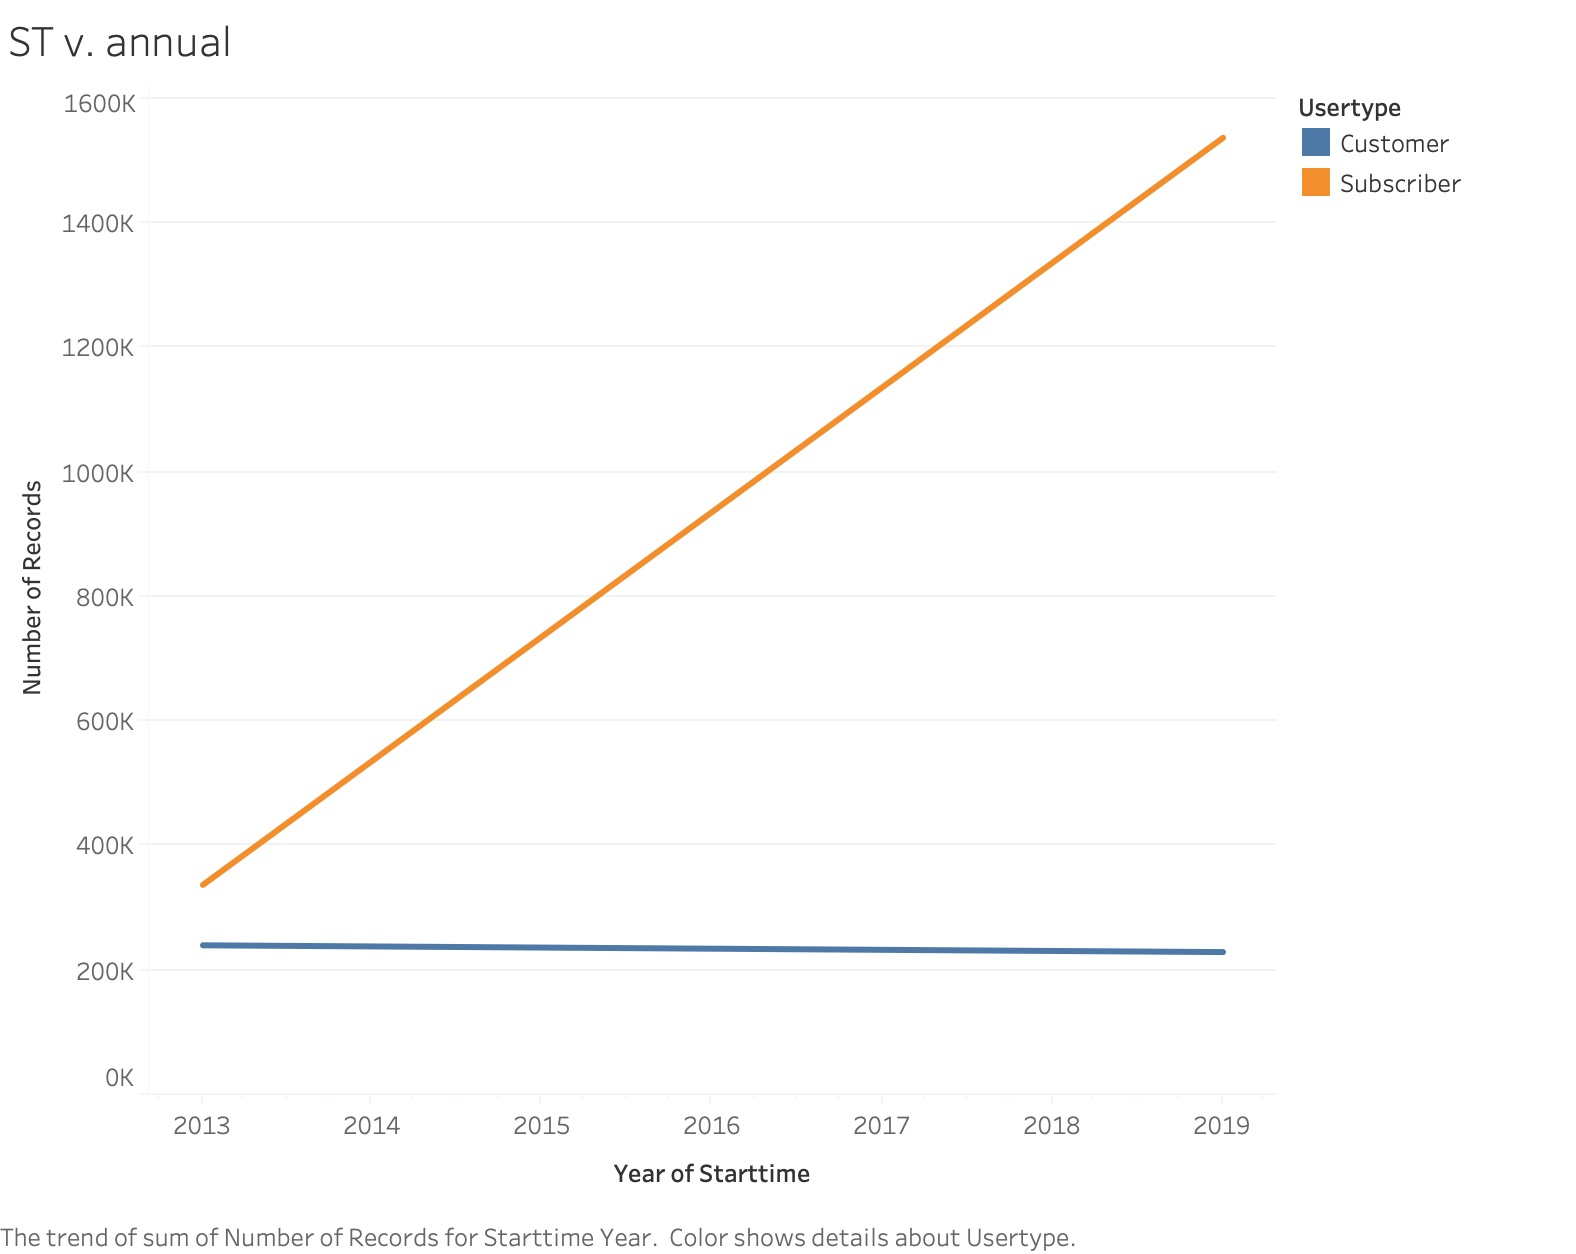 ST v. annual
1600K
1400K
1200K
1000K
800K
600K
400K
200K
0K
Number of Records
2013 2014 2015 2016 2017 2018 2019
Year of Starttime
Usertype
Customer
Subscriber
The trend of sum of Number of Records for Starttime Year.  Color shows details about Usertype.